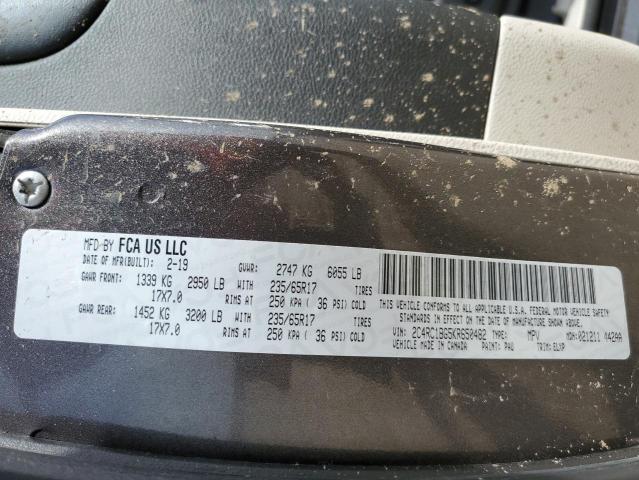 MFD BY FCA US LLC
DATE OF MFR(BUILT): 2-19 GVWR: 2747 KG 6055 LB
GAWR FRONT: 1339 KG 2950 LB WITH 235/65R17 TIRES
17X7.0 RIMS AT 250 KPA ( 36 PSI) COLD
GAWR REAR: 1452 KG 3200 LB WITH 235/65R17 TIRES
17X7.0 RIMS AT 250 KPA ( 36 PSI) COLD
THIS VEHICLE CONFORMS TO ALL APPLICABLE U.S.A. FEDERAL MOTOR VEHICLE SAFETY
STANDARDS IN EFFECT ON THE DATE OF MANUFACTURE SHOWN ABOVE.
VIN: 2C4RC1BG5KR650482 TYPE: MPV MDH:021211 442AA
VEHICLE MADE IN CANADA PAINT: PAU TRIM: